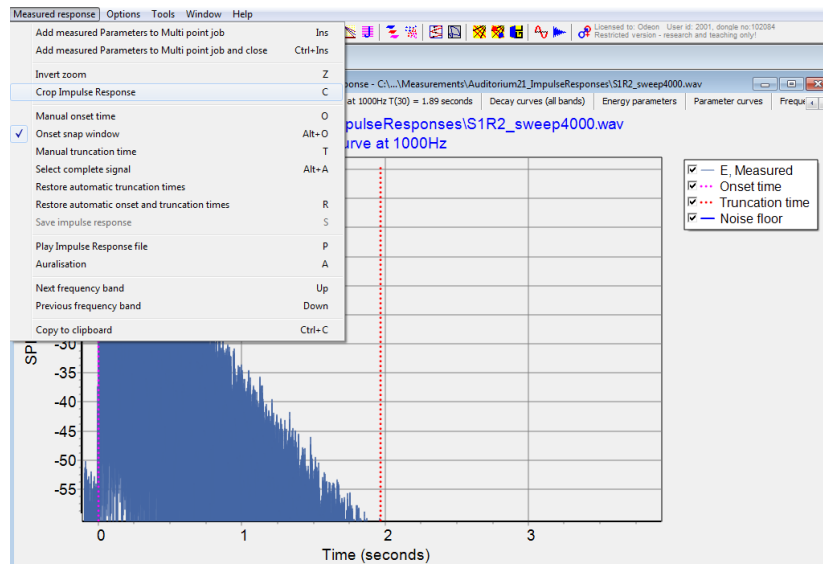 Measured response Options Tools Window Help
Licensed to: Odeon User id: 2001, dongle no:102084
Restricted version - research and teaching only!
Add measured Parameters to Multi point job Ins
Add measured Parameters to Multi point job and close Ctrl+Ins
Invert zoom Z
Crop Impulse Response C
Manual onset time O
Onset snap window Alt+O
Manual truncation time T
Select complete signal Alt+A
Restore automatic truncation times
Restore automatic onset and truncation times R
Save impulse response S
Play Impulse Response file P
Auralisation A
Next frequency band Up
Previous frequency band Down
Copy to clipboard Ctrl+C
ponse - C:\...\Measurements\Auditorium21_ImpulseResponses\S1R2_sweep4000.wav
at 1000Hz T(30) = 1.89 seconds Decay curves (all bands) Energy parameters Parameter curves Freque
pulseResponses\S1R2_sweep4000.wav
urve at 1000Hz
E, Measured
Onset time
Truncation time
Noise floor
SPL
-30
-35
-40
-45
-50
-55
0 1 2 3
Time (seconds)